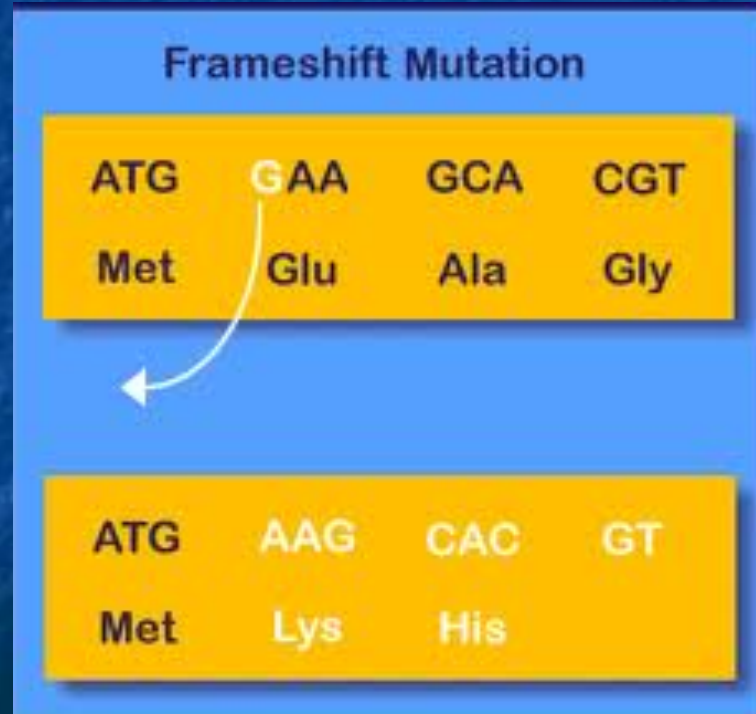 Frameshift Mutation
ATG GAA GCA CGT
Met Glu Ala Gly
ATG AAG CAC GT
Met Lys His